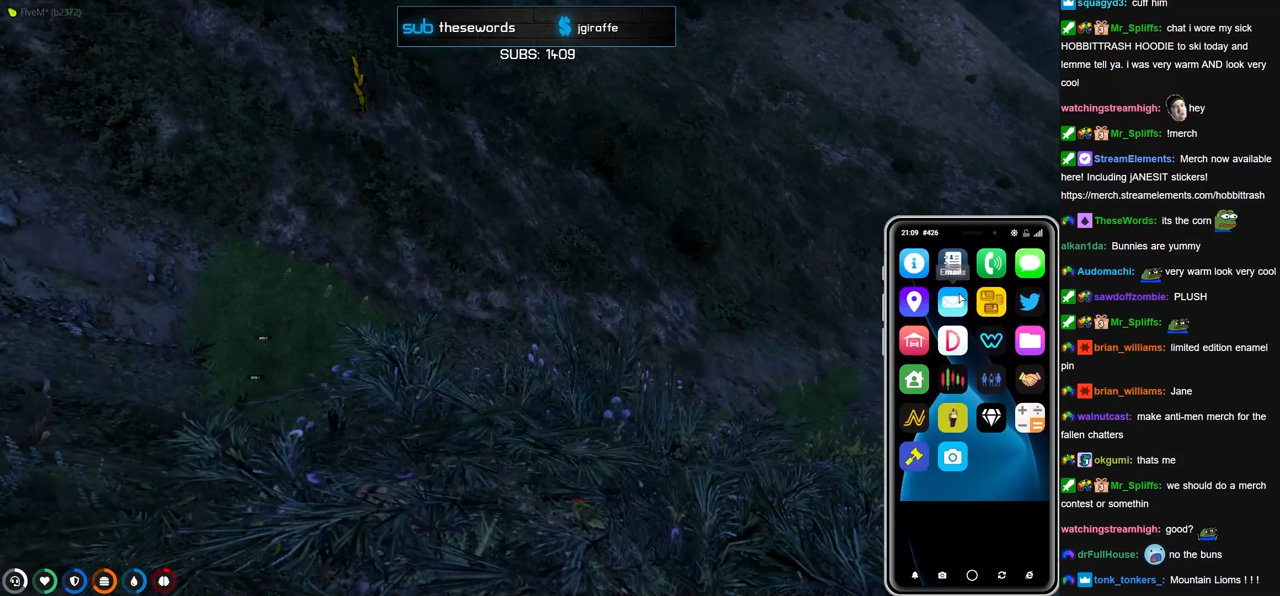 FiveM* (b2372)
sub thesewords jgiraffe
SUBS: 1409
21:09 #426
Emails
squagyd3: cuff him
Mr_Spliffs: chat i wore my sick
HOBBITTRASH HOODIE to ski today and
lemme tell ya. i was very warm AND look very
cool
watchingstreamhigh: hey
Mr_Spliffs: !merch
StreamElements: Merch now available
here! Including jANESIT stickers!
https://merch.streamelements.com/hobbittrash
TheseWords: its the corn
alkan1da: Bunnies are yummy
Audomachi: very warm look very cool
sawdoffzombie: PLUSH
Mr_Spliffs:
brian_williams: limited edition enamel
pin
brian_williams: Jane
walnutcast: make anti-men merch for the
fallen chatters
okgumi: thats me
Mr_Spliffs: we should do a merch
contest or somethin
watchingstreamhigh: good?
drFullHouse: no the buns
tonk_tonkers_: Mountain Lioms ! ! !